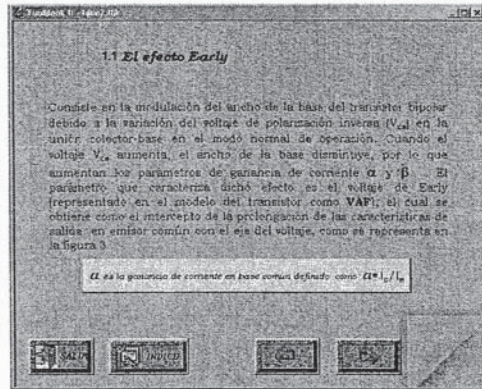 1.1 El efecto Early
Consiste en la modulación del ancho de la base del transistor bipolar
debido a la variación del voltaje de polarización inversa (V
en la
unión colector-base en el modo normal de operación. Cuando el
voltaje V
aumenta, el ancho de la base disminuye, por lo que
aumentan los parámetros de ganancia de corriente α y β. El
parámetro que caracteriza dicho efecto es el voltaje de Early
(representado en el modelo del transistor como VAF), el cual se
obtiene como el intercepto de la prolongación de las características de
salida en emisor común con el eje del voltaje, como se representa en
la figura 3
α es la ganancia de corriente en base común definido como α=I_c/I_e
SALIR
INDICE